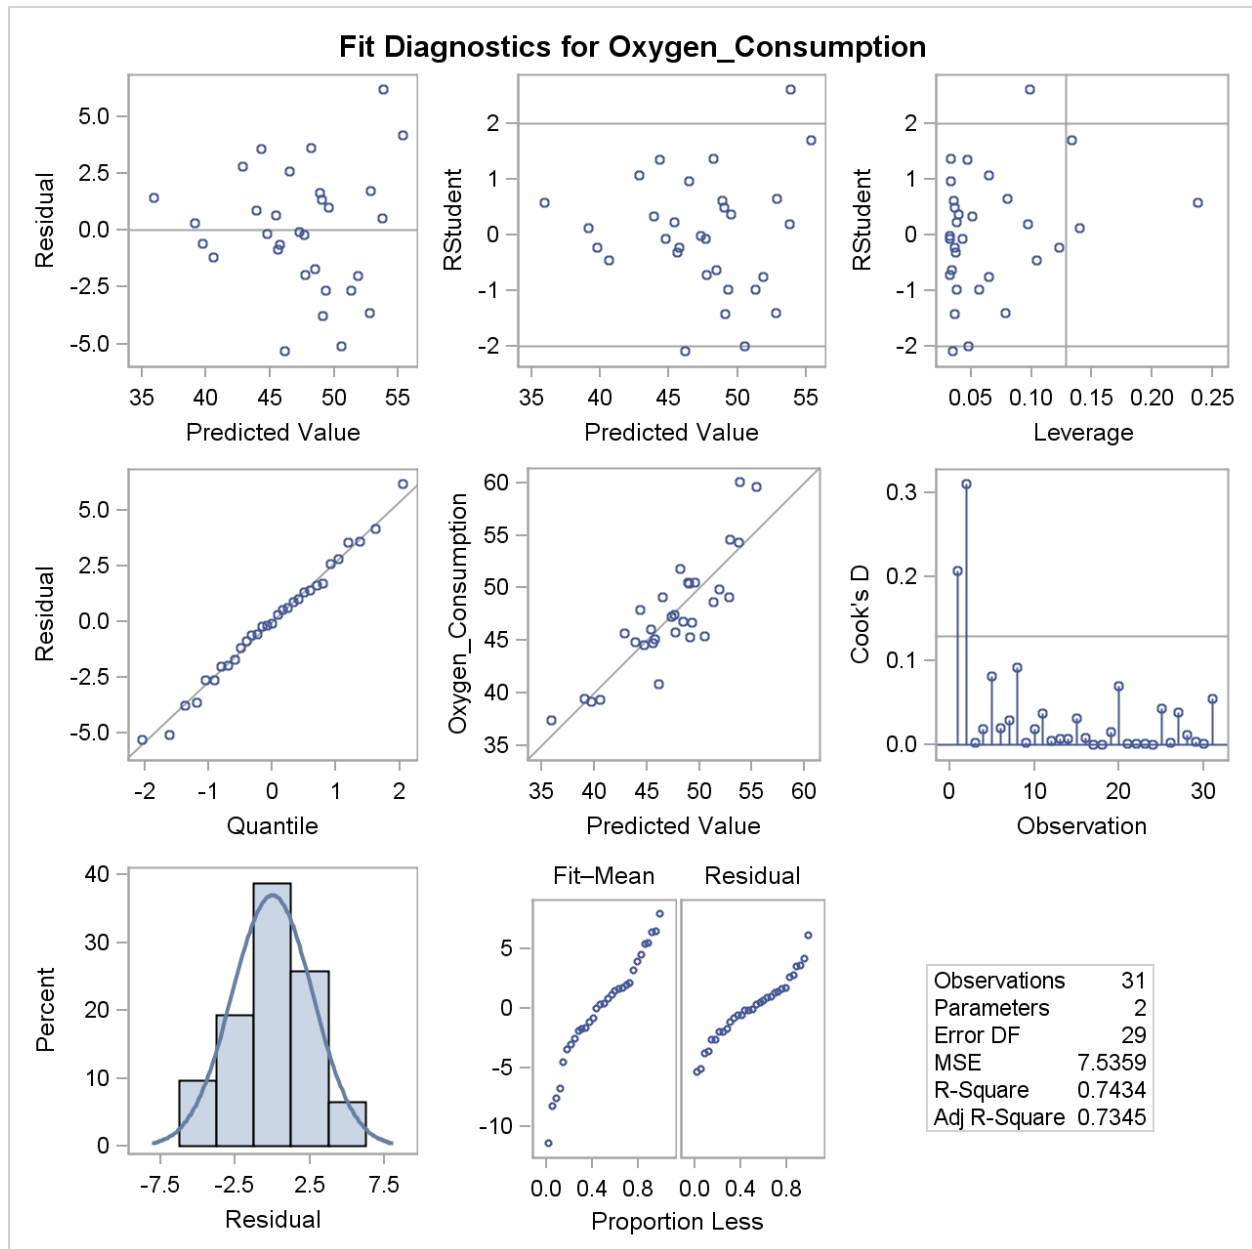 Fit Diagnostics for Oxygen_Consumption
Residual
5.0
2.5
0.0
-2.5
-5.0
35 40 45 50 55
Predicted Value
RStudent
2
1
0
-1
-2
35 40 45 50 55
Predicted Value
RStudent
2
1
0
-1
-2
0.05 0.10 0.15 0.20 0.25
Leverage
Residual
5.0
2.5
0.0
-2.5
-5.0
-2 -1 0 1 2
Quantile
Oxygen_Consumption
60
55
50
45
40
35
35 40 45 50 55 60
Predicted Value
Cook's D
0.3
0.2
0.1
0.0
0 10 20 30
Observation
Percent
40
30
20
10
0
-7.5 -2.5 2.5 7.5
Residual
Fit–Mean Residual
5
0
-5
-10
0.0 0.4 0.8 0.0 0.4 0.8
Proportion Less
Observations 31
Parameters 2
Error DF 29
MSE 7.5359
R-Square 0.7434
Adj R-Square 0.7345